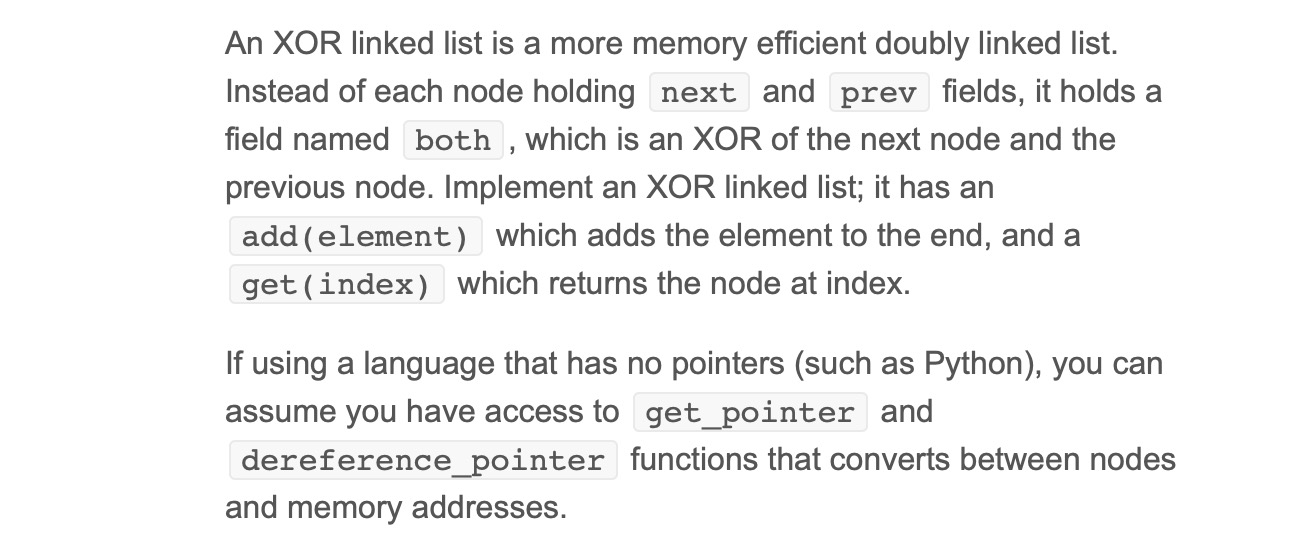 An XOR linked list is a more memory efficient doubly linked list.
Instead of each node holding next and prev fields, it holds a
field named both, which is an XOR of the next node and the
previous node. Implement an XOR linked list; it has an
add(element) which adds the element to the end, and a
get(index) which returns the node at index.
If using a language that has no pointers (such as Python), you can
assume you have access to get_pointer and
dereference_pointer functions that converts between nodes
and memory addresses.